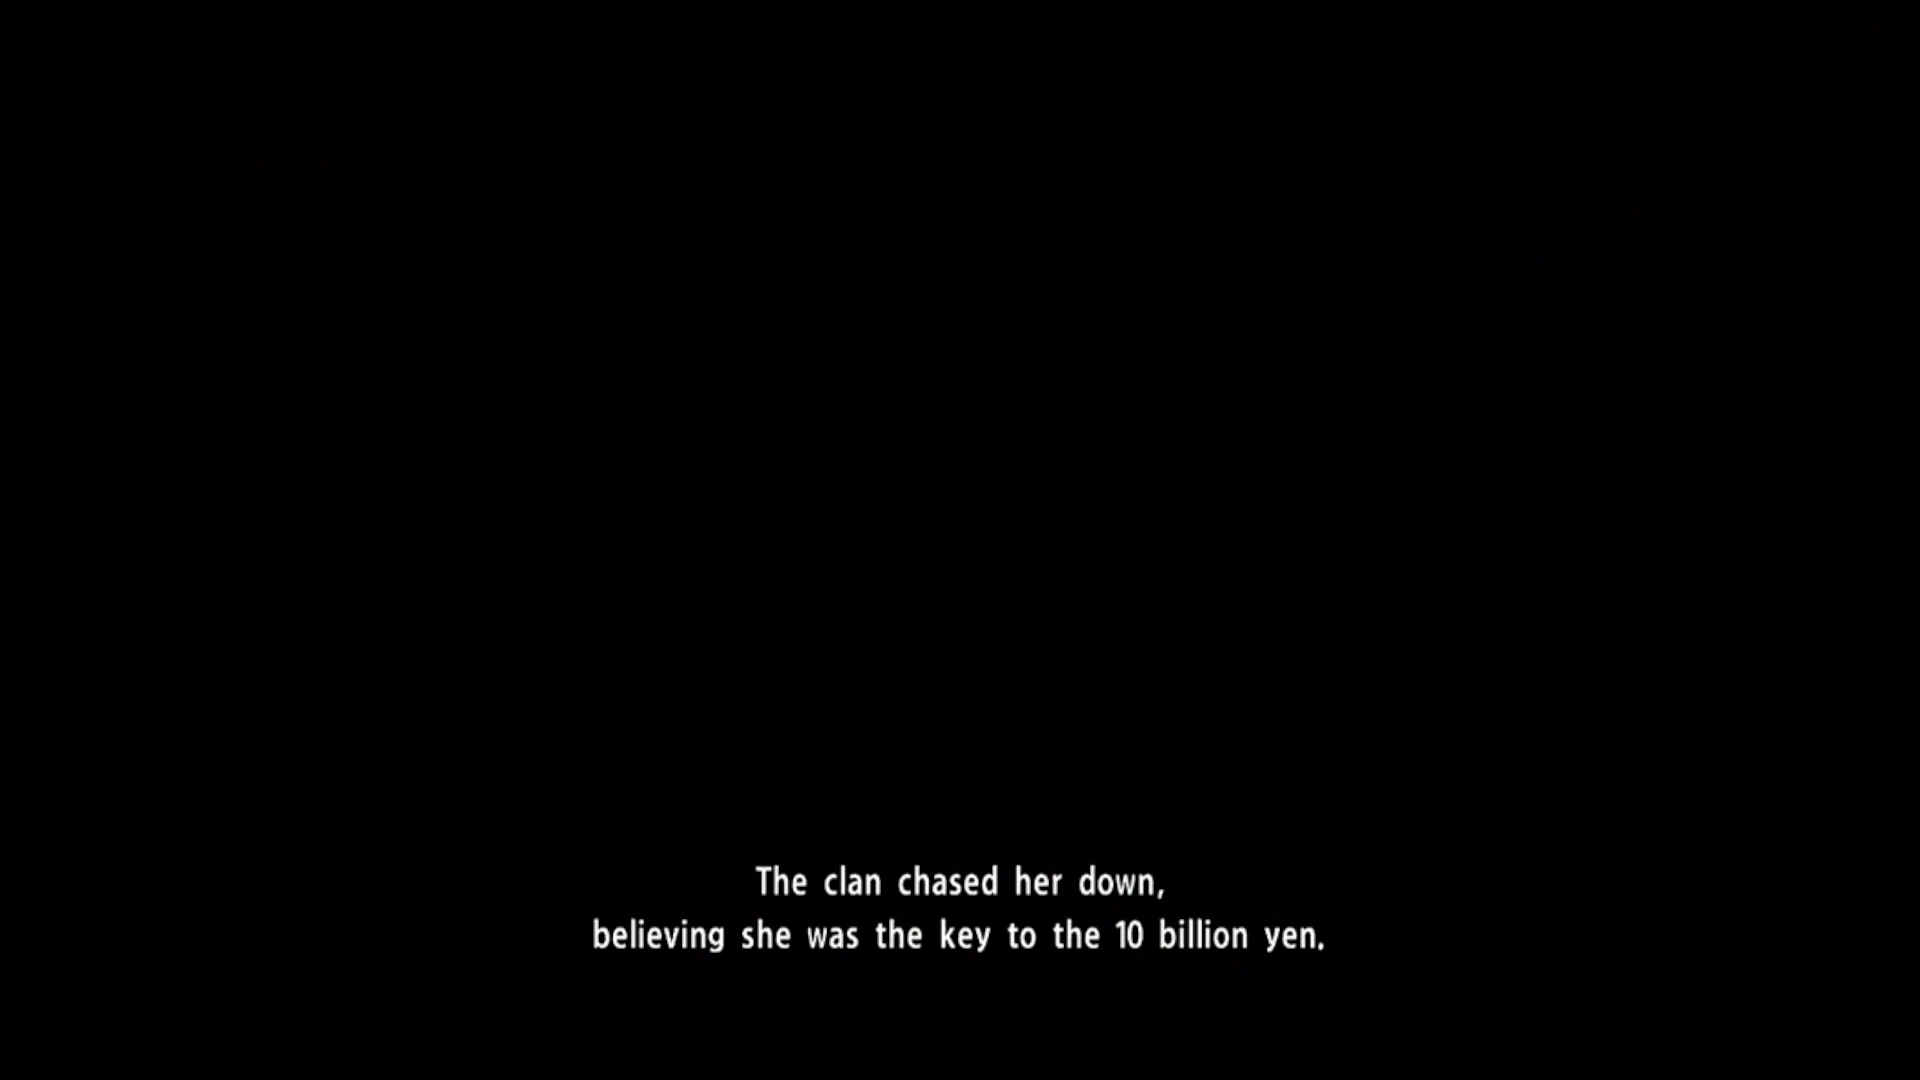 The clan chased her down,
believing she was the key to the 10 billion yen.